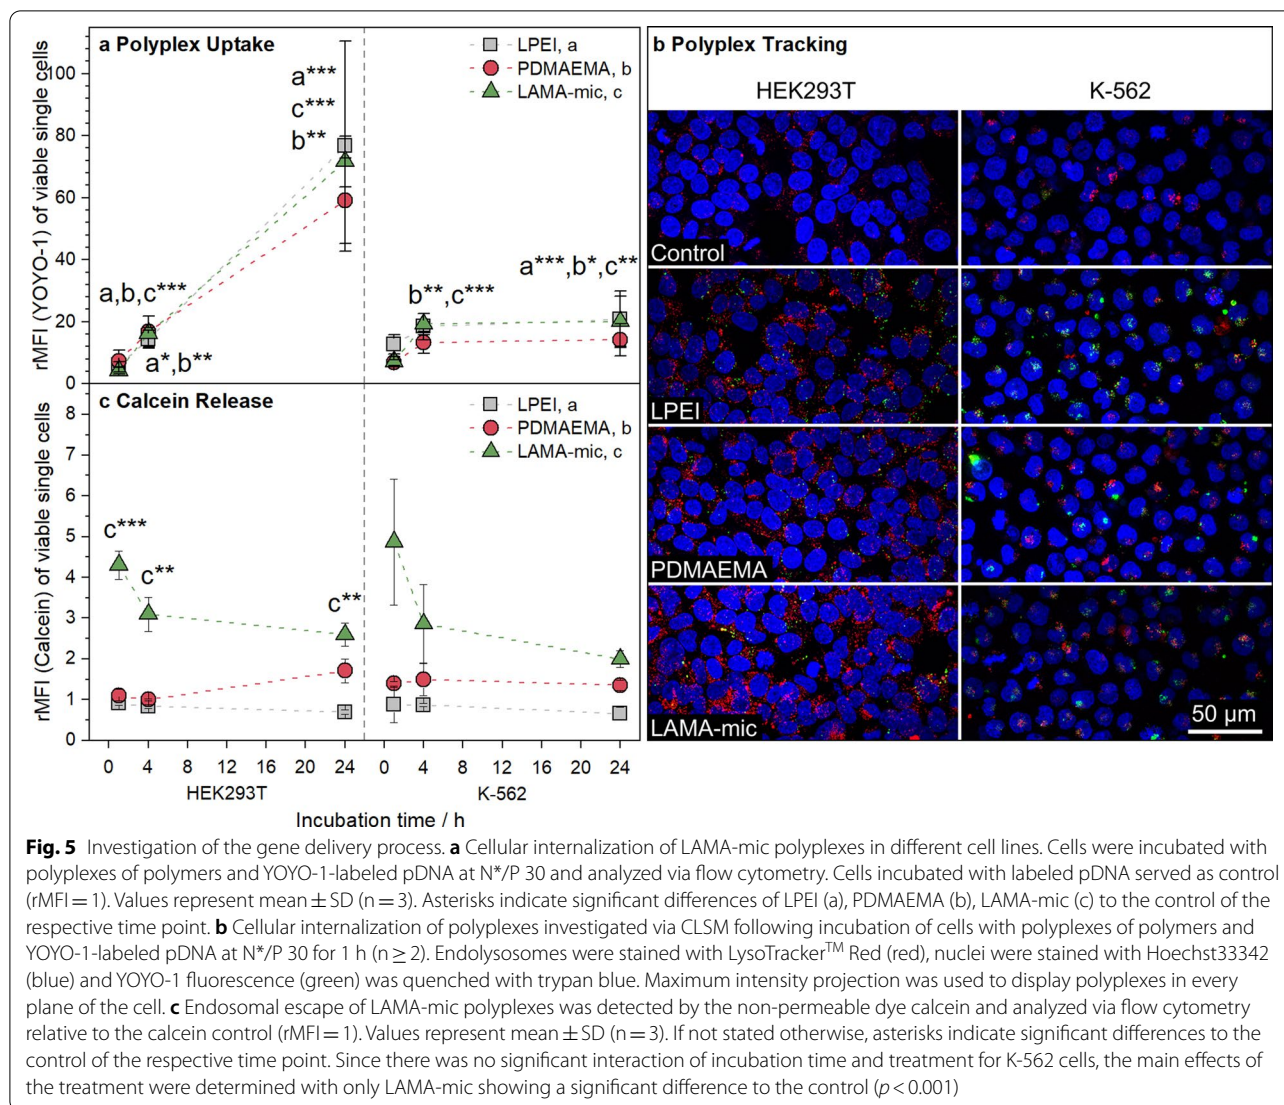 a Polyplex Uptake
LPEI, a
PDMAEMA, b
LAMA-mic, c
rMFI (YOYO-1) of viable single cells
100
80
60
40
20
0
a***
c***
b**
a,b,c***
a*,b**
b**,c***
a***,b*,c**
c Calcein Release
LPEI, a
PDMAEMA, b
LAMA-mic, c
rMFI (Calcein) of viable single cells
8
7
6
5
4
3
2
1
0
c***
c**
c**
0 4 8 12 16 20 24 0 4 8 12 16 20 24
HEK293T K-562
Incubation time / h
b Polyplex Tracking
HEK293T K-562
Control
LPEI
PDMAEMA
LAMA-mic
50 µm
Fig. 5 Investigation of the gene delivery process. a Cellular internalization of LAMA-mic polyplexes in different cell lines. Cells were incubated with
polyplexes of polymers and YOYO-1-labeled pDNA at N*/P 30 and analyzed via flow cytometry. Cells incubated with labeled pDNA served as control
(rMFI = 1). Values represent mean ± SD (n = 3). Asterisks indicate significant differences of LPEI (a), PDMAEMA (b), LAMA-mic (c) to the control of the
respective time point. b Cellular internalization of polyplexes investigated via CLSM following incubation of cells with polyplexes of polymers and
YOYO-1-labeled pDNA at N*/P 30 for 1 h (n ≥ 2). Endolysosomes were stained with LysoTracker™ Red (red), nuclei were stained with Hoechst33342
(blue) and YOYO-1 fluorescence (green) was quenched with trypan blue. Maximum intensity projection was used to display polyplexes in every
plane of the cell. c Endosomal escape of LAMA-mic polyplexes was detected by the non-permeable dye calcein and analyzed via flow cytometry
relative to the calcein control (rMFI = 1). Values represent mean ± SD (n = 3). If not stated otherwise, asterisks indicate significant differences to the
control of the respective time point. Since there was no significant interaction of incubation time and treatment for K-562 cells, the main effects of
the treatment were determined with only LAMA-mic showing a significant difference to the control (p < 0.001)